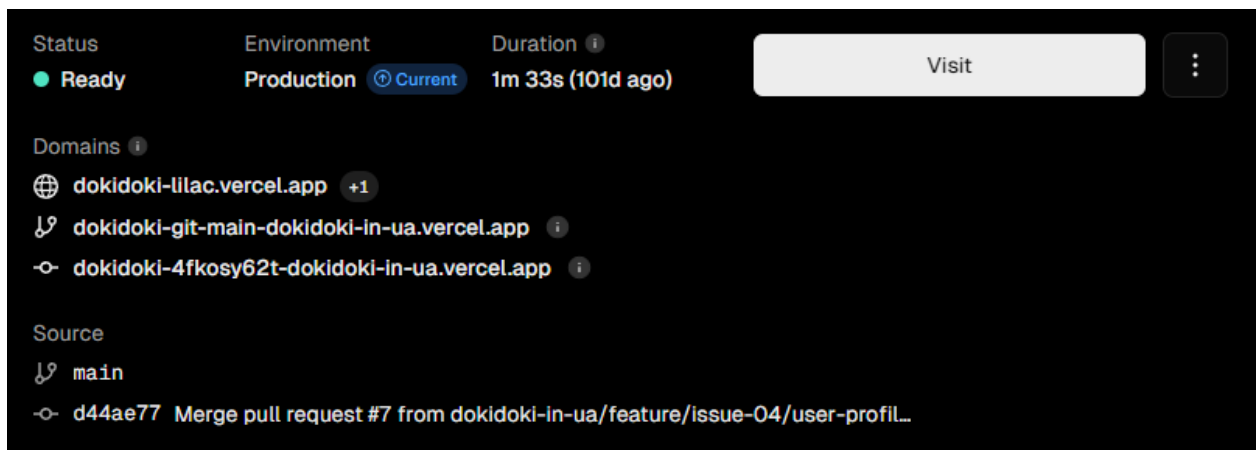 Status Environment Duration
Ready Production Current 1m 33s (101d ago) Visit
Domains
dokidoki-lilac.vercel.app +1
dokidoki-git-main-dokidoki-in-ua.vercel.app
dokidoki-4fkosy62t-dokidoki-in-ua.vercel.app
Source
main
d44ae77 Merge pull request #7 from dokidoki-in-ua/feature/issue-04/user-profil...